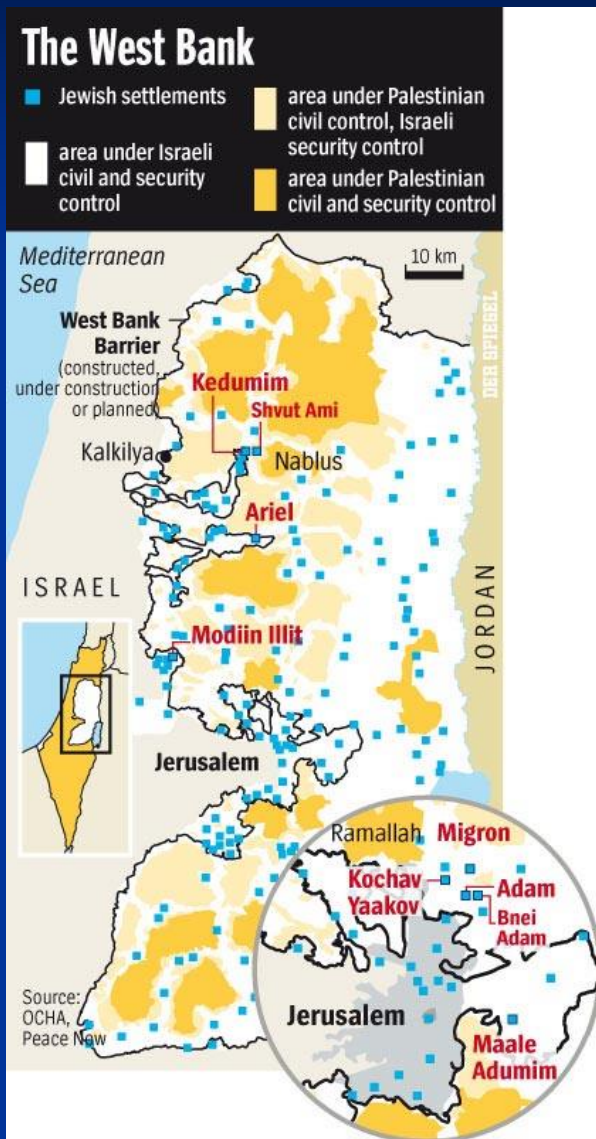 The West Bank
Jewish settlements
area under Israeli
civil and security
control
area under Palestinian
civil control, Israeli
security control
area under Palestinian
civil and security control
Mediterranean
Sea
10 km
West Bank
Barrier
(constructed,
under construction
or planned)
DER SPIEGEL
Kedumim
Shvut Ami
Kalkilya
Nablus
Ariel
ISRAEL
JORDAN
Modiin Illit
Jerusalem
Ramallah
Migron
Kochav
Yaakov
Adam
Bnei
Adam
Jerusalem
Maale
Adumim
Source:
OCHA,
Peace Now